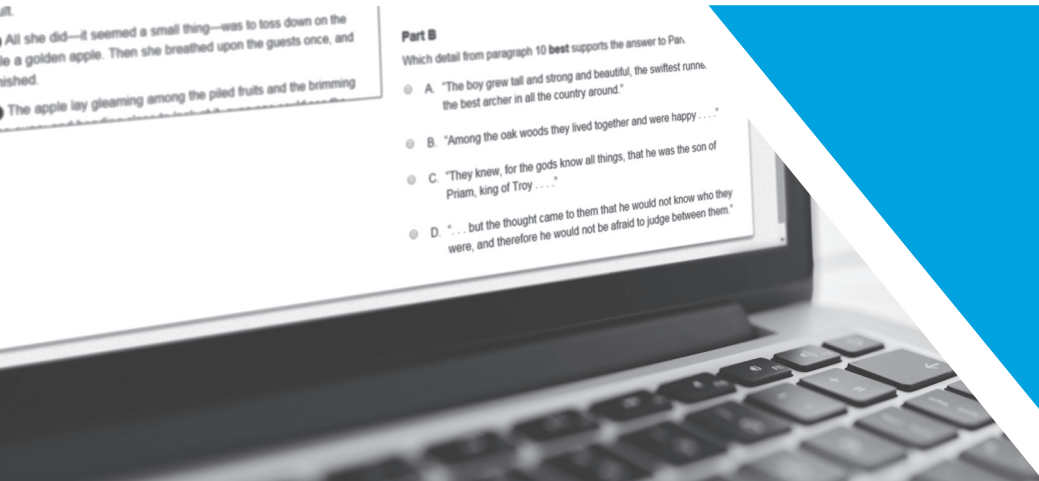 ult.
All she did—it seemed a small thing—was to toss down on the
le a golden apple. Then she breathed upon the guests once, and
nished.
The apple lay gleaming among the piled fruits and the brimming
Part B
Which detail from paragraph 10 best supports the answer to Par
A. "The boy grew tall and strong and beautiful, the swiftest runne
the best archer in all the country around."
B. "Among the oak woods they lived together and were happy . . . ."
C. "They knew, for the gods know all things, that he was the son of
Priam, king of Troy . . . ."
D. ". . . but the thought came to them that he would not know who they
were, and therefore he would not be afraid to judge between them."